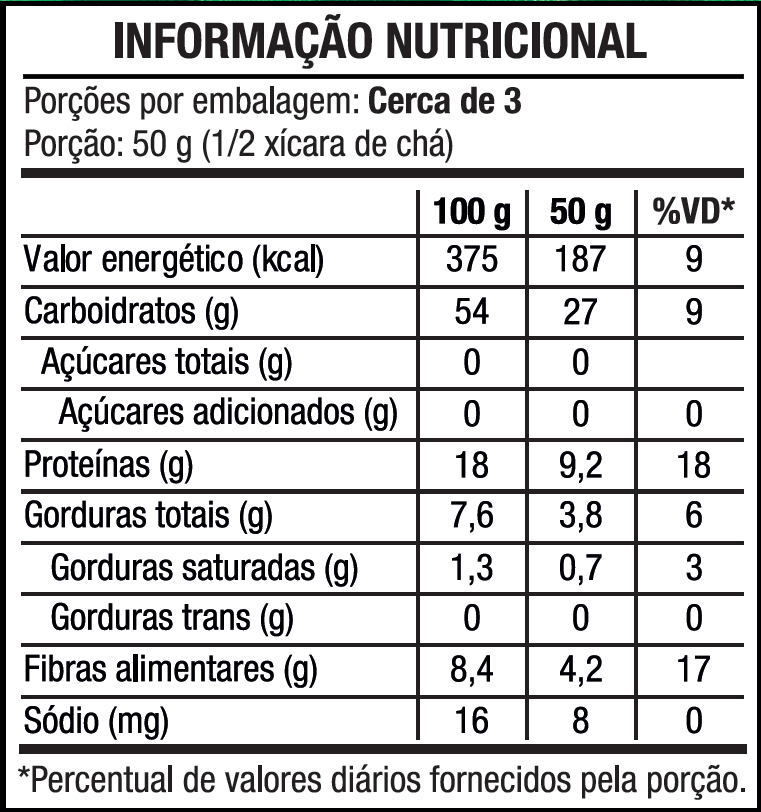 INFORMAÇÃO NUTRICIONAL
Porções por embalagem: Cerca de 3
Porção: 50 g (1/2 xícara de chá)
100 g 50 g %VD*
Valor energético (kcal) 375 187 9
Carboidratos (g) 54 27 9
Açúcares totais (g) 0 0
Açúcares adicionados (g) 0 0 0
Proteínas (g) 18 9,2 18
Gorduras totais (g) 7,6 3,8 6
Gorduras saturadas (g) 1,3 0,7 3
Gorduras trans (g) 0 0 0
Fibras alimentares (g) 8,4 4,2 17
Sódio (mg) 16 8 0
*Percentual de valores diários fornecidos pela porção.